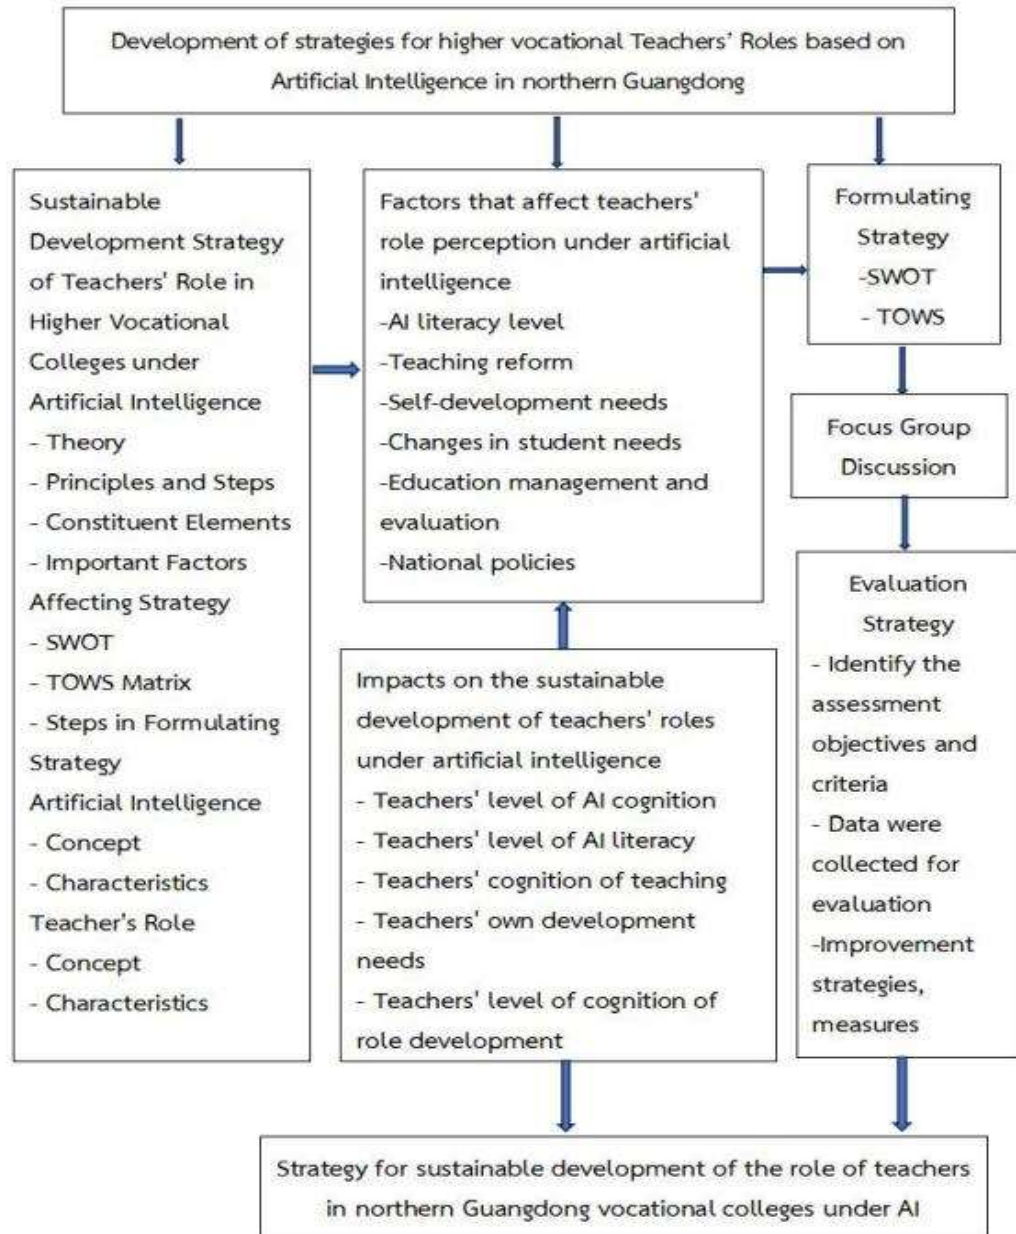 Development of strategies for higher vocational Teachers' Roles based on
Artificial Intelligence in northern Guangdong
Sustainable
Development Strategy
of Teachers' Role in
Higher Vocational
Colleges under
Artificial Intelligence
- Theory
- Principles and Steps
- Constituent Elements
- Important Factors
Affecting Strategy
- SWOT
- TOWS Matrix
- Steps in Formulating
Strategy
Artificial Intelligence
- Concept
- Characteristics
Teacher's Role
- Concept
- Characteristics
Factors that affect teachers'
role perception under artificial
intelligence
-AI literacy level
-Teaching reform
-Self-development needs
-Changes in student needs
-Education management and
evaluation
-National policies
Impacts on the sustainable
development of teachers' roles
under artificial intelligence
- Teachers' level of AI cognition
- Teachers' level of AI literacy
- Teachers' cognition of teaching
- Teachers' own development
needs
- Teachers' level of cognition of
role development
Formulating
Strategy
-SWOT
- TOWS
Focus Group
Discussion
Evaluation
Strategy
- Identify the
assessment
objectives and
criteria
- Data were
collected for
evaluation
-Improvement
strategies,
measures
Strategy for sustainable development of the role of teachers
in northern Guangdong vocational colleges under AI